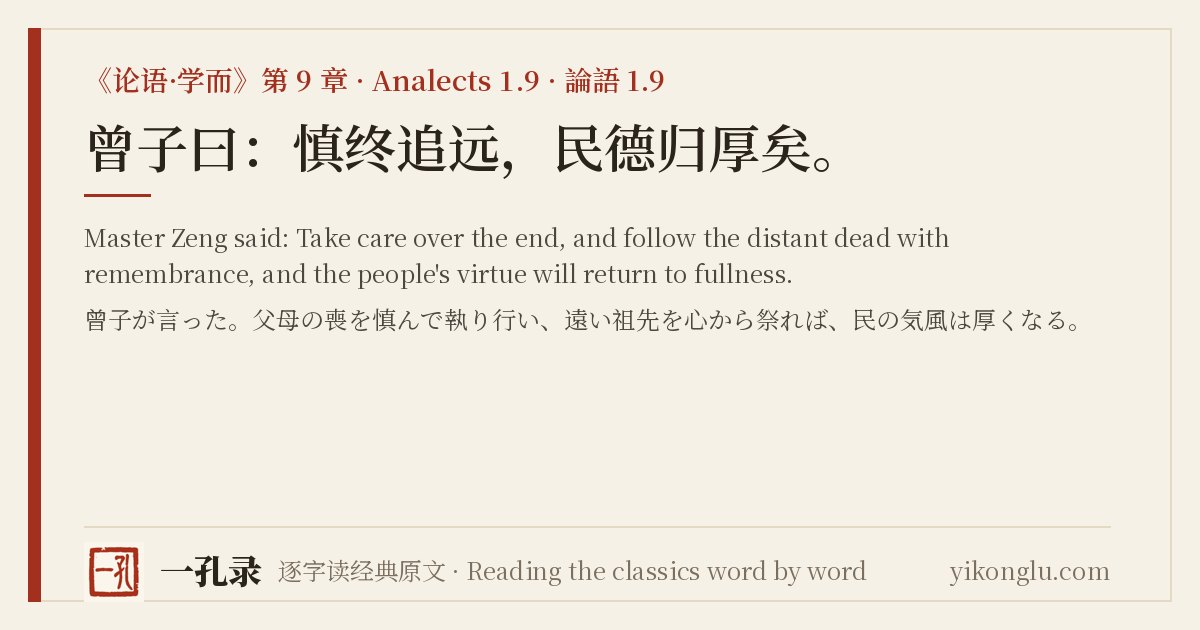 《论语·学而》第 9 章 · Analects 1.9 · 論語 1.9
曾子曰：慎终追远，民德归厚矣。
Master Zeng said: Take care over the end, and follow the distant dead with
remembrance, and the people's virtue will return to fullness.
曾子が言った。父母の喪を慎んで執り行い、遠い祖先を心から祭れば、民の気風は厚くなる。
一孔
一孔录 逐字读经典原文 · Reading the classics word by word yikonglu.com